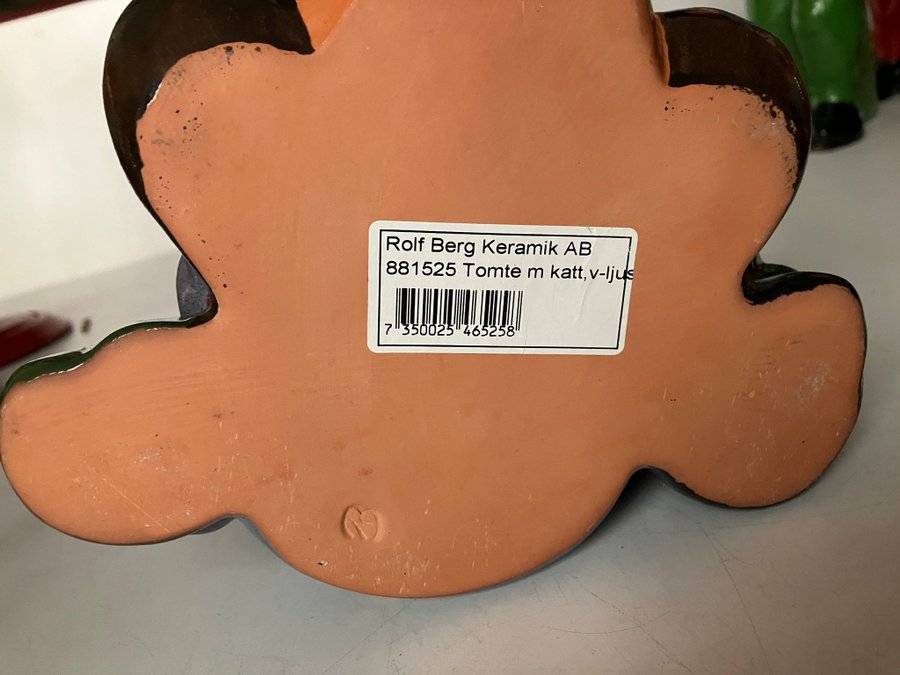 Rolf Berg Keramik AB
881525 Tomte m katt,v-ljus
7 350025 465258